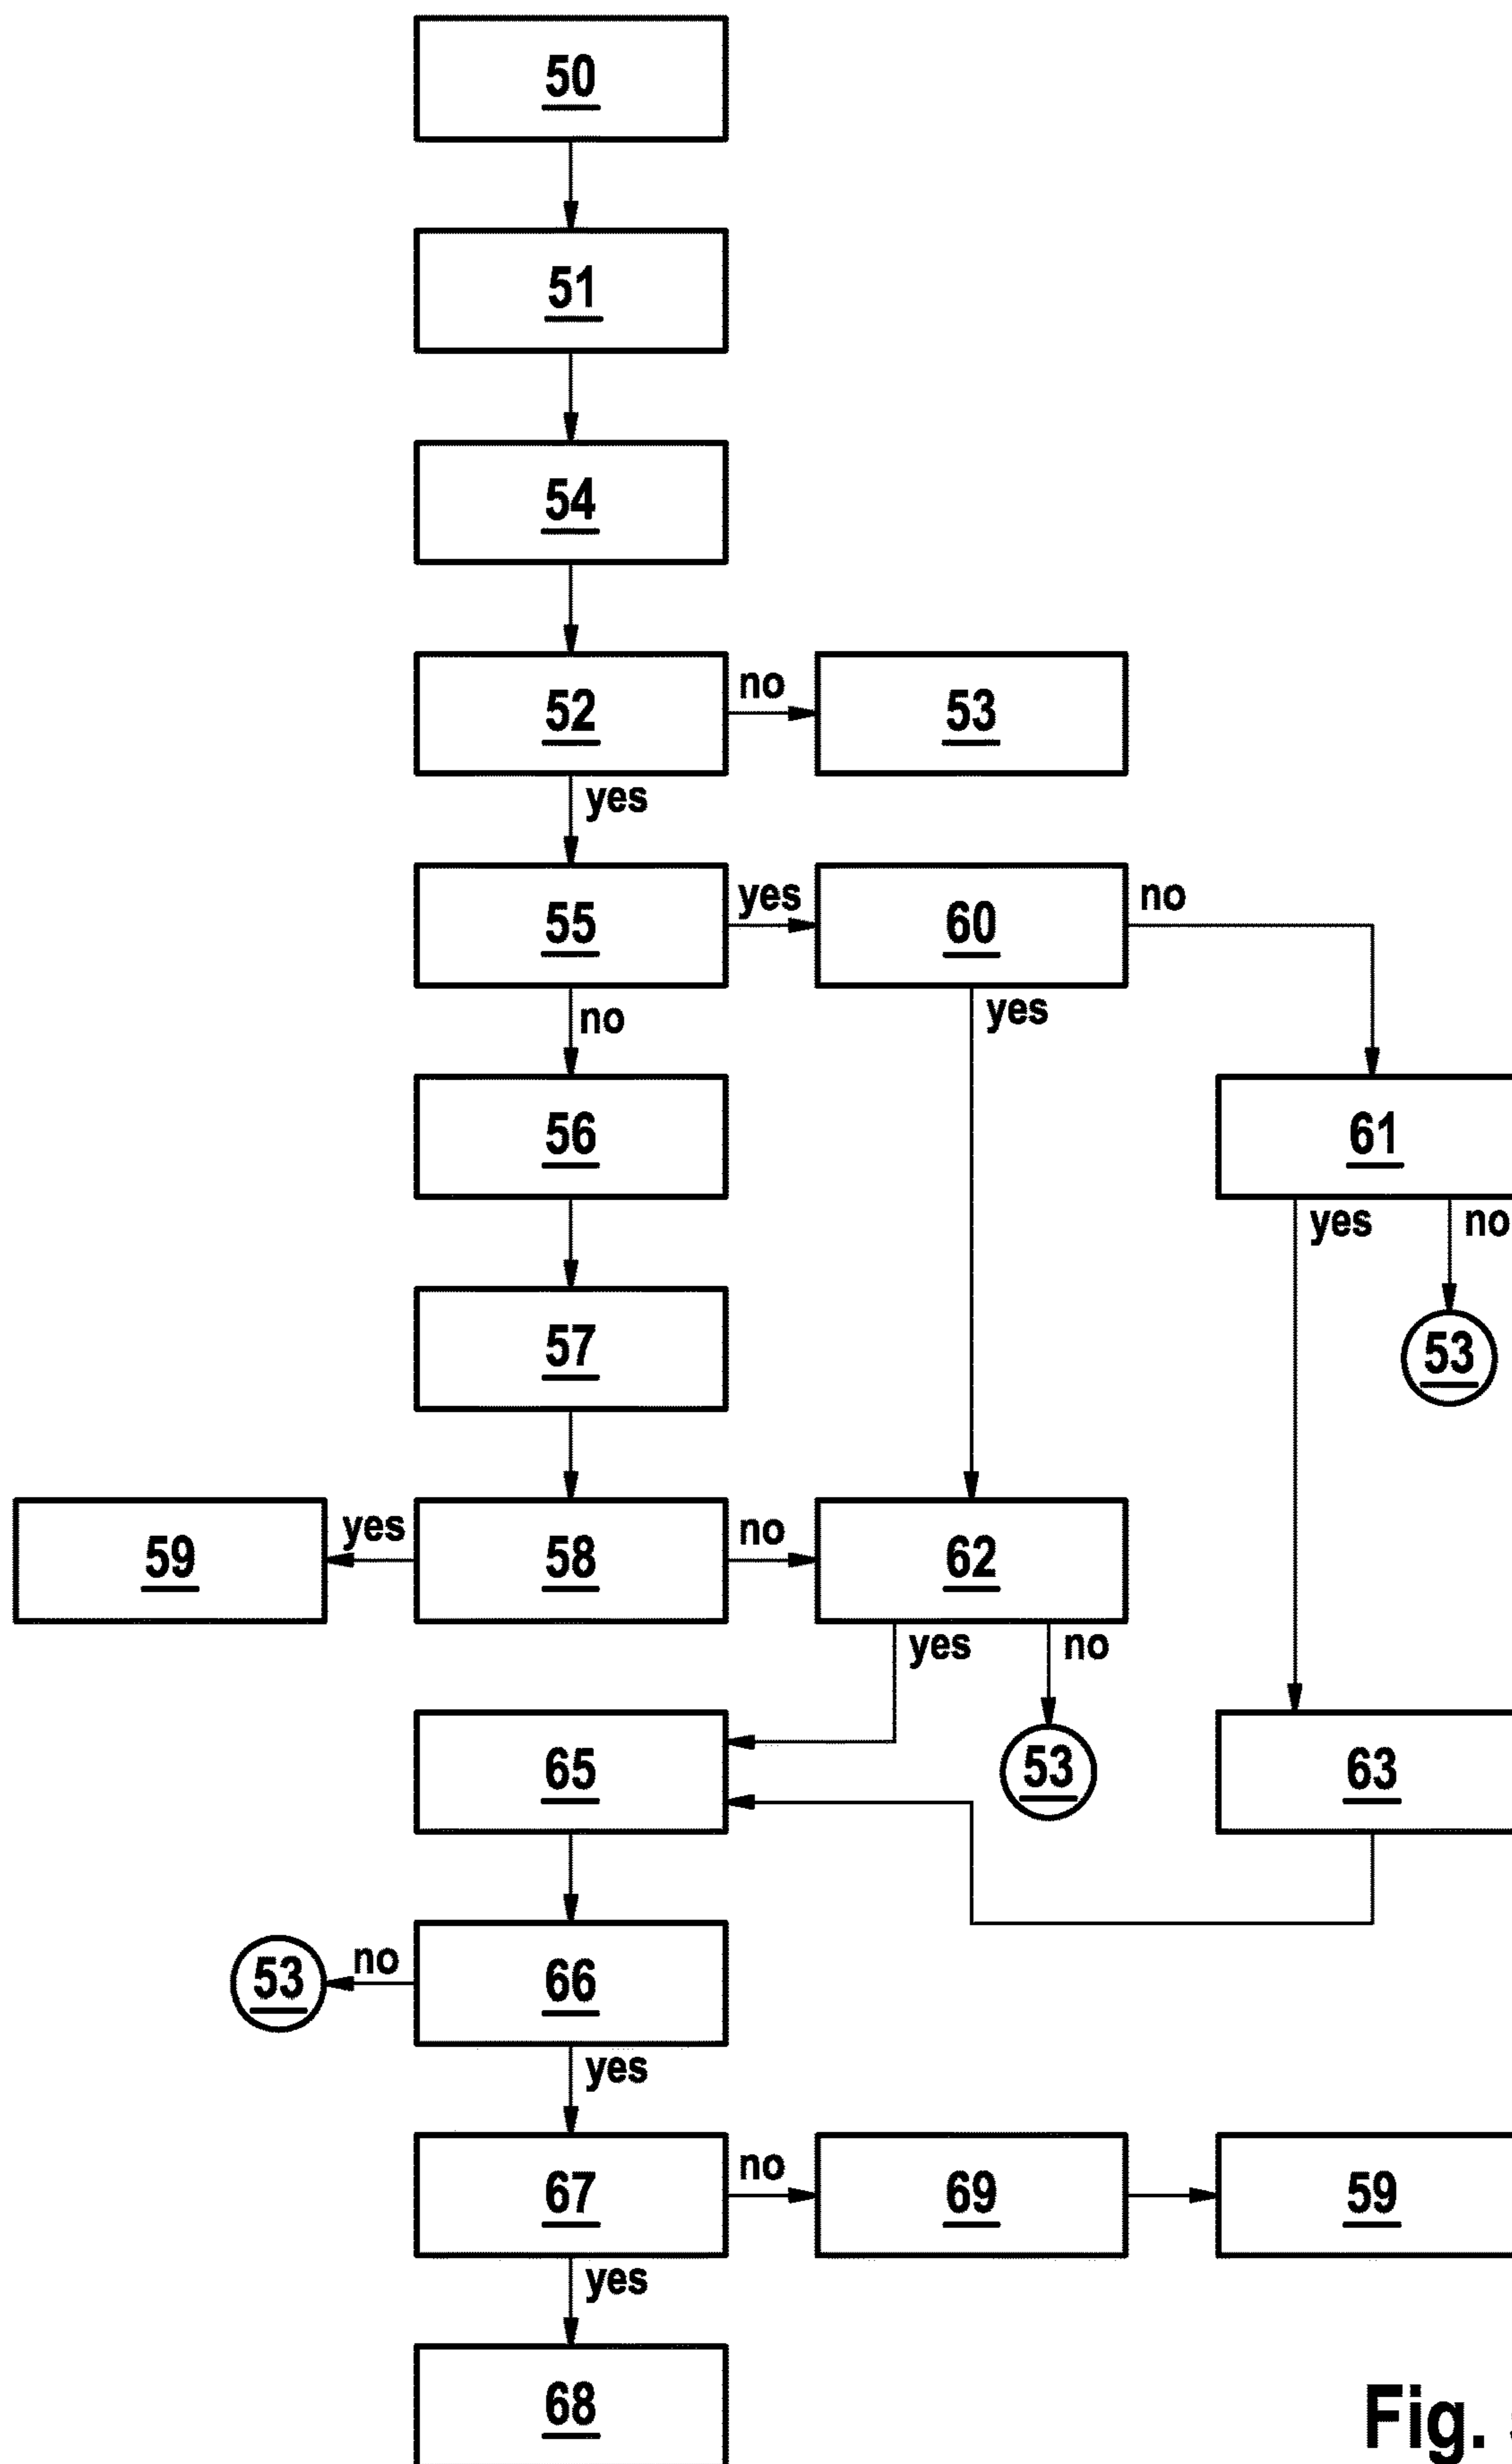 50
51
54
52 no 53
yes
55 yes 60 no
no yes
56 61
yes no
57 53
59 yes 58 no 62
yes no
65 53 63
53 no 66
yes
67 no 69 59
yes
68
Fig.